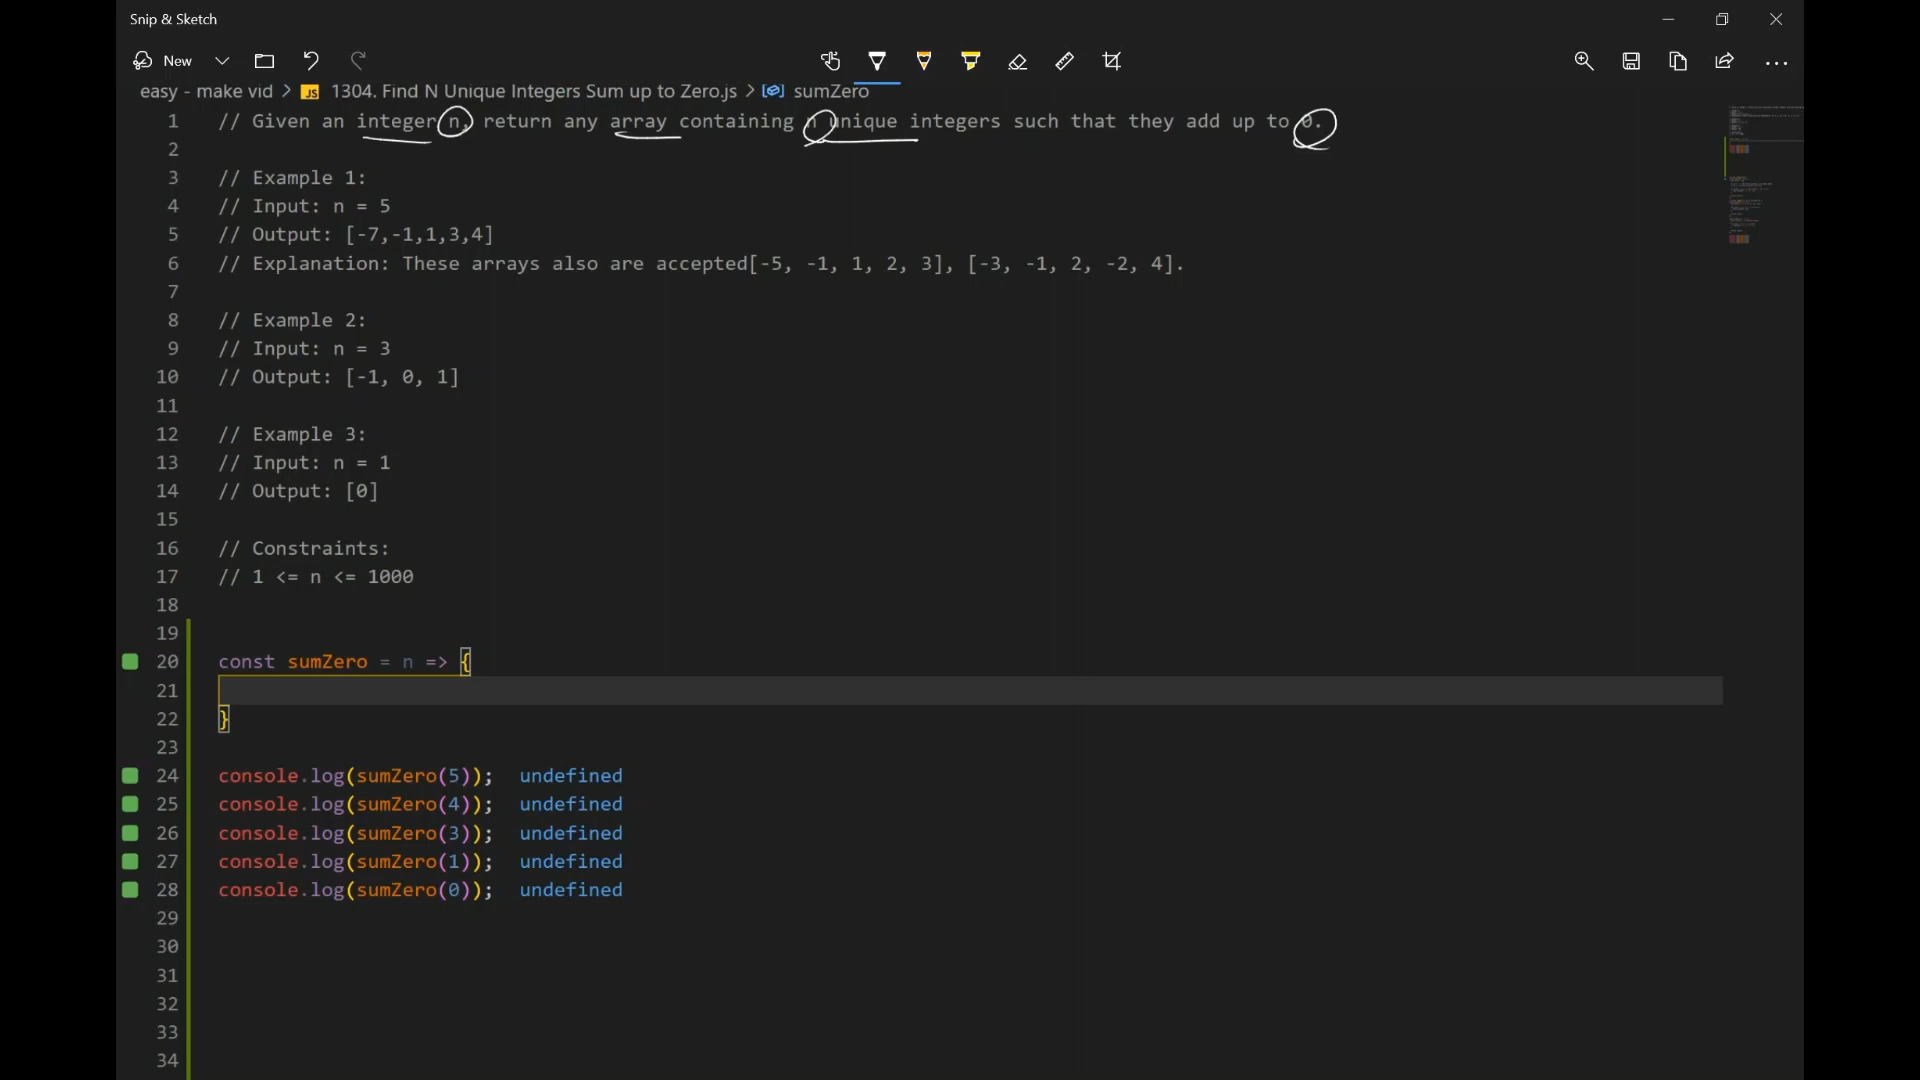 Snip & Sketch
New
easy - make vid > JS 1304. Find N Unique Integers Sum up to Zero.js > sumZero
1 // Given an integer n, return any array containing n unique integers such that they add up to 0.
2
3 // Example 1:
4 // Input: n = 5
5 // Output: [-7,-1,1,3,4]
6 // Explanation: These arrays also are accepted[-5, -1, 1, 2, 3], [-3, -1, 2, -2, 4].
7
8 // Example 2:
9 // Input: n = 3
10 // Output: [-1, 0, 1]
11
12 // Example 3:
13 // Input: n = 1
14 // Output: [0]
15
16 // Constraints:
17 // 1 <= n <= 1000
18
19
20 const sumZero = n => {
21
22 }
23
24 console.log(sumZero(5)); undefined
25 console.log(sumZero(4)); undefined
26 console.log(sumZero(3)); undefined
27 console.log(sumZero(1)); undefined
28 console.log(sumZero(0)); undefined
29
30
31
32
33
34